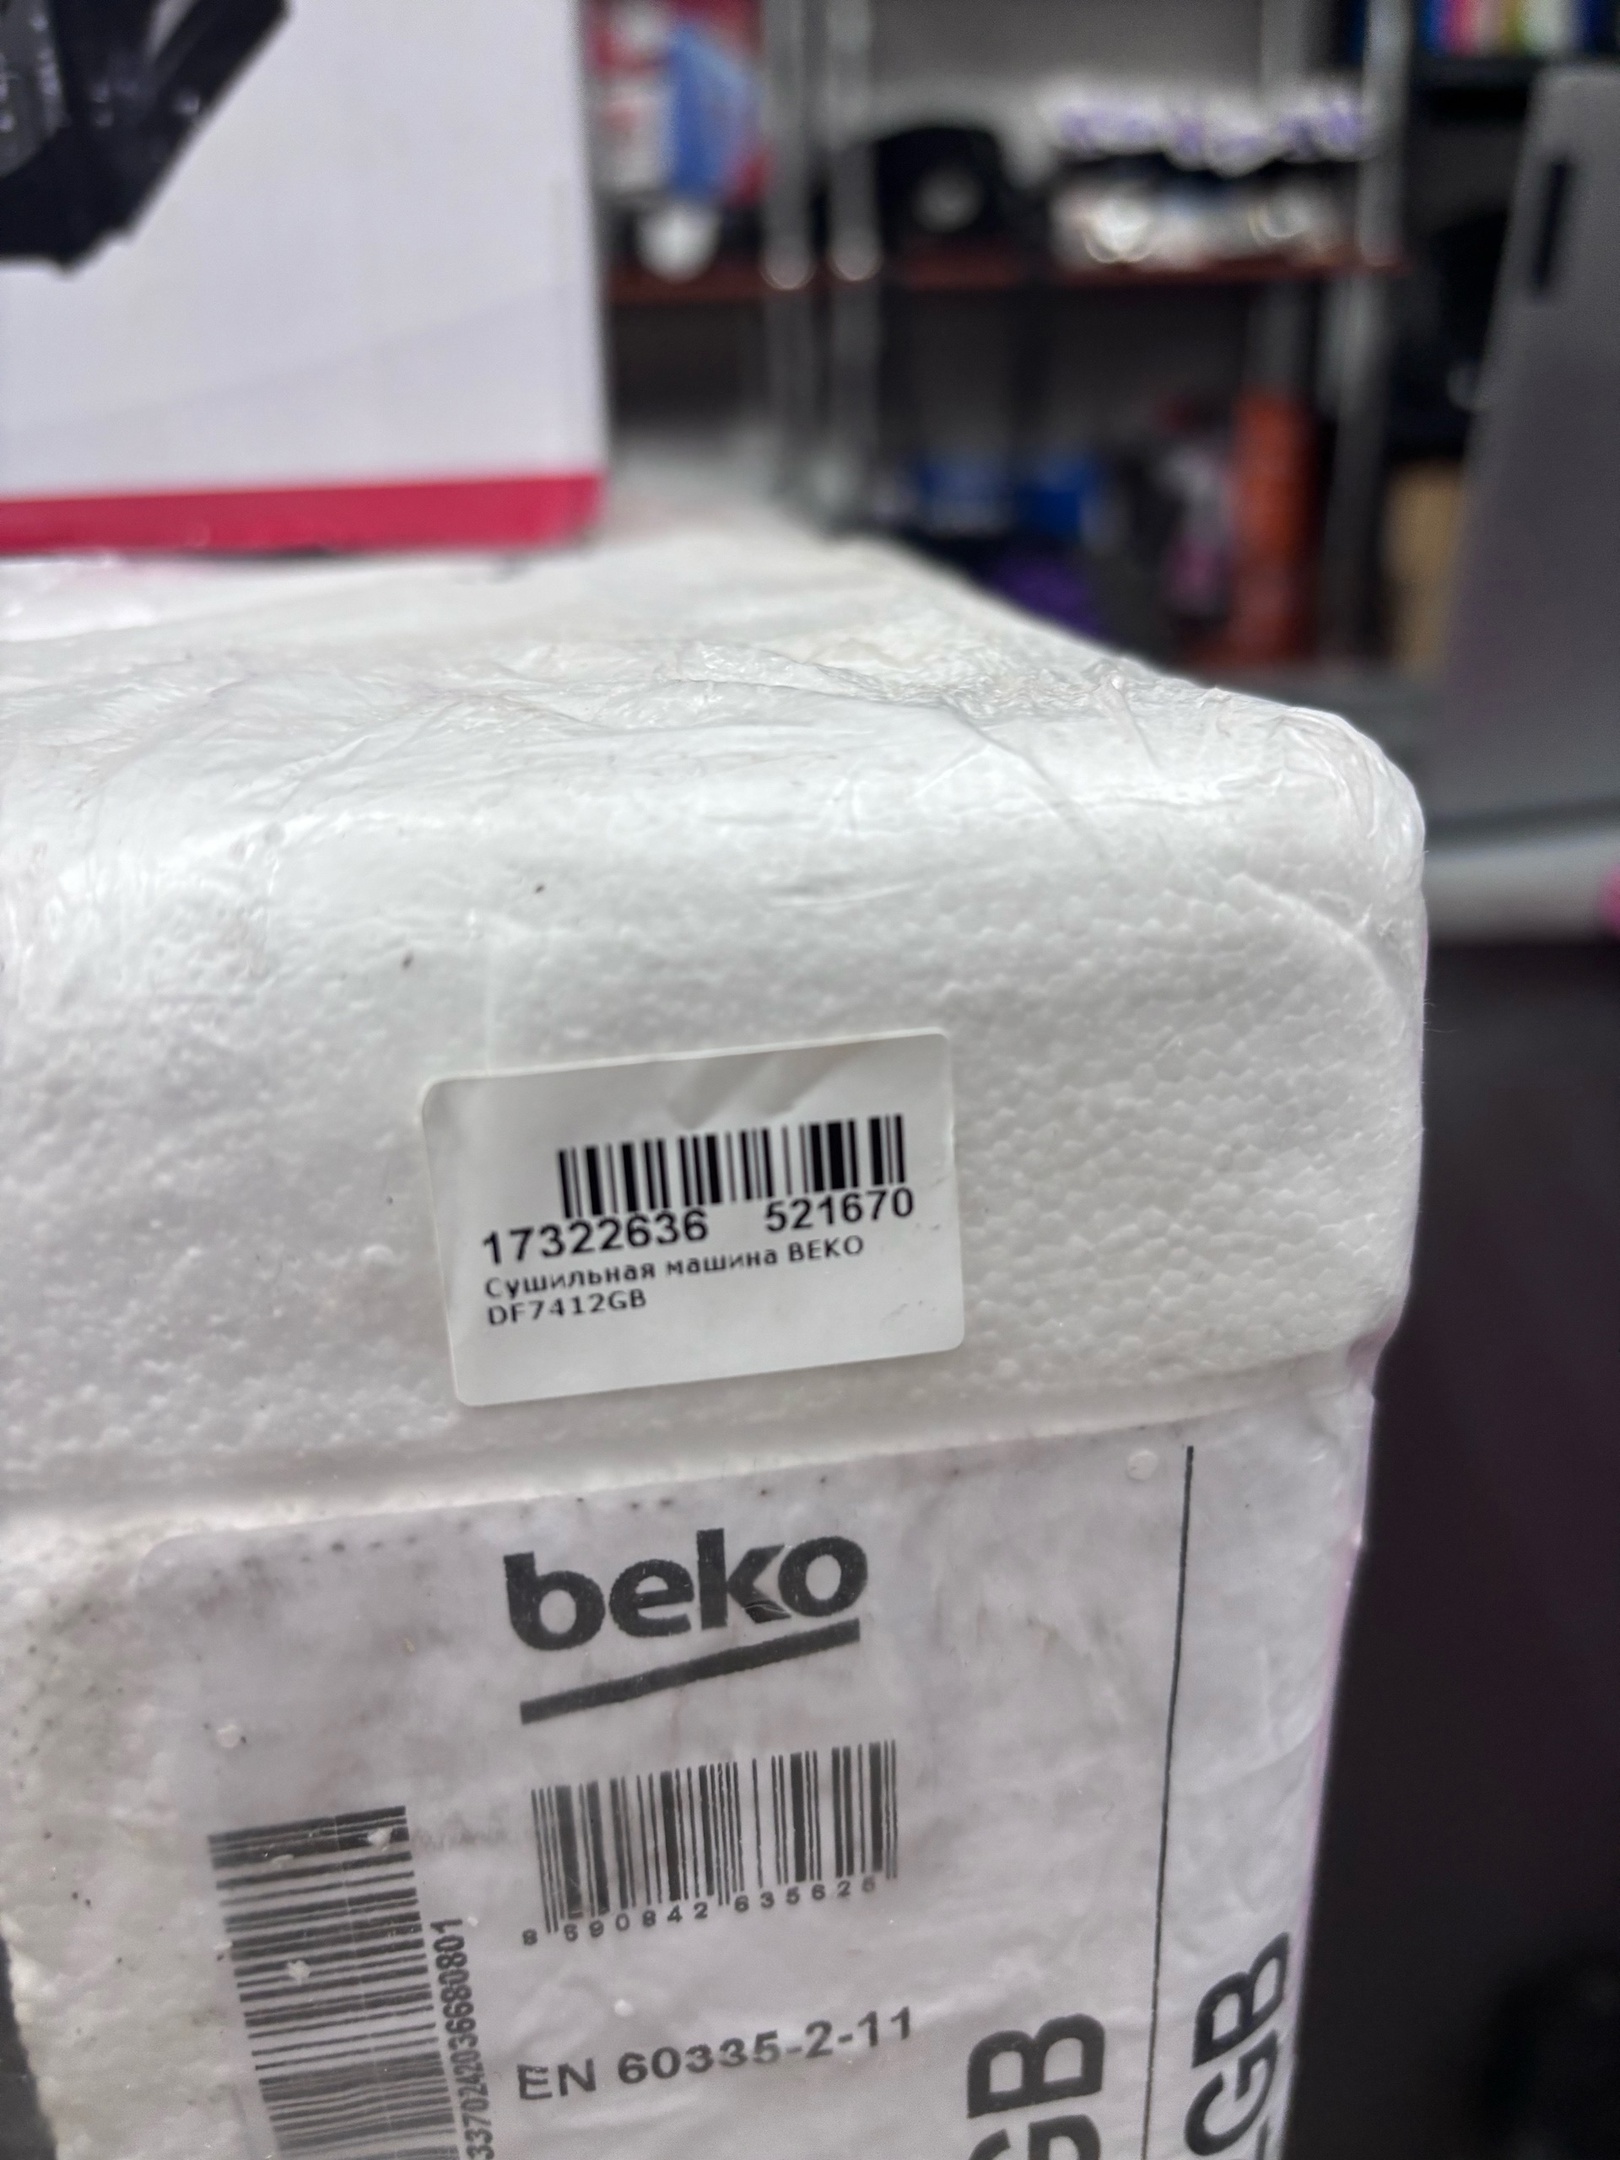 17322636 521670
Сушильная машина BEKO
DF7412GB
beko
8 690842 635626
EN 60335-2-11
GB
GB